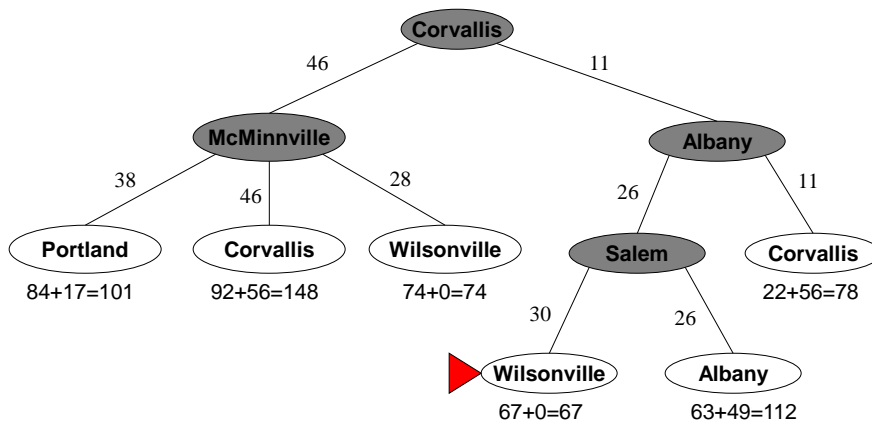 Corvallis
46
11
McMinnville
Albany
38
46
28
26
11
Portland
Corvallis
Wilsonville
Salem
Corvallis
84+17=101
92+56=148
74+0=74
22+56=78
30
26
Wilsonville
Albany
67+0=67
63+49=112